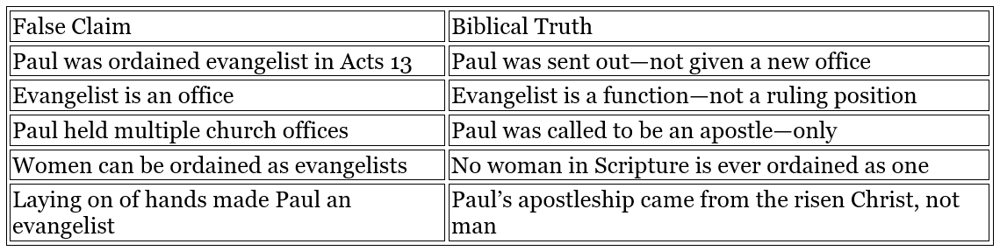 False Claim
Biblical Truth
Paul was ordained evangelist in Acts 13
Paul was sent out—not given a new office
Evangelist is an office
Evangelist is a function—not a ruling position
Paul held multiple church offices
Paul was called to be an apostle—only
Women can be ordained as evangelists
No woman in Scripture is ever ordained as one
Laying on of hands made Paul an
evangelist
Paul’s apostleship came from the risen Christ, not
man